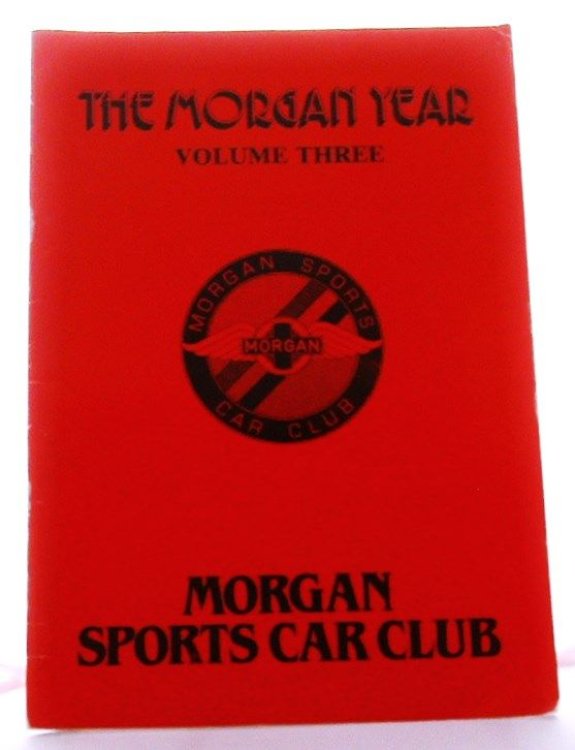 THE MORGAN YEAR
VOLUME THREE
MORGAN SPORTS
MORGAN
CAR CLUB
MORGAN
SPORTS CAR CLUB